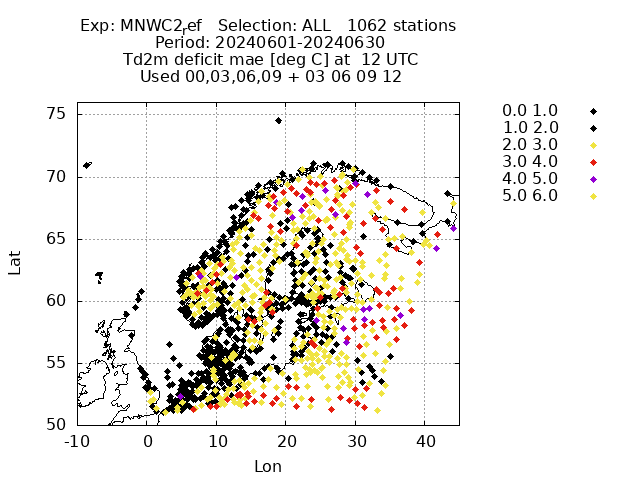 Exp: MNWC2ref Selection: ALL 1062 stations
Period: 20240601-20240630
Td2m deficit mae [deg C] at 12 UTC
Used 00,03,06,09 + 03 06 09 12
0.0 1.0
1.0 2.0
2.0 3.0
3.0 4.0
4.0 5.0
5.0 6.0
75
70
65
60
55
50
Lat
-10 0 10 20 30 40
Lon